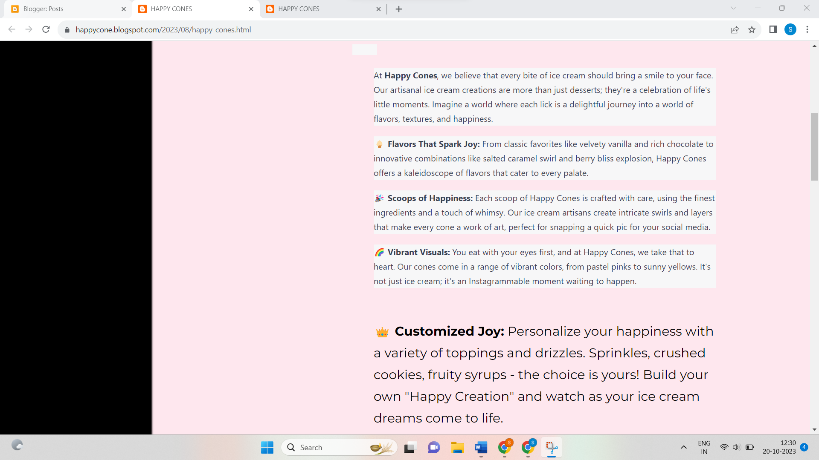 Blogger: Posts
HAPPY CONES
HAPPY CONES
happycone.blogspot.com/2023/08/happy-cones.html
S
At Happy Cones, we believe that every bite of ice cream should bring a smile to your face.
Our artisanal ice cream creations are more than just desserts; they're a celebration of life's
little moments. Imagine a world where each lick is a delightful journey into a world of
flavors, textures, and happiness.
Flavors That Spark Joy: From classic favorites like velvety vanilla and rich chocolate to
innovative combinations like salted caramel swirl and berry bliss explosion, Happy Cones
offers a kaleidoscope of flavors that cater to every palate.
Scoops of Happiness: Each scoop of Happy Cones is crafted with care, using the finest
ingredients and a touch of whimsy. Our ice cream artisans create intricate swirls and layers
that make every cone a work of art, perfect for snapping a quick pic for your social media.
Vibrant Visuals: You eat with your eyes first, and at Happy Cones, we take that to
heart. Our cones come in a range of vibrant colors, from pastel pinks to sunny yellows. It's
not just ice cream; it's an Instagrammable moment waiting to happen.
Customized Joy: Personalize your happiness with
a variety of toppings and drizzles. Sprinkles, crushed
cookies, fruity syrups - the choice is yours! Build your
own "Happy Creation" and watch as your ice cream
dreams come to life.
Search
ENG
IN
12:30
20-10-2023
4